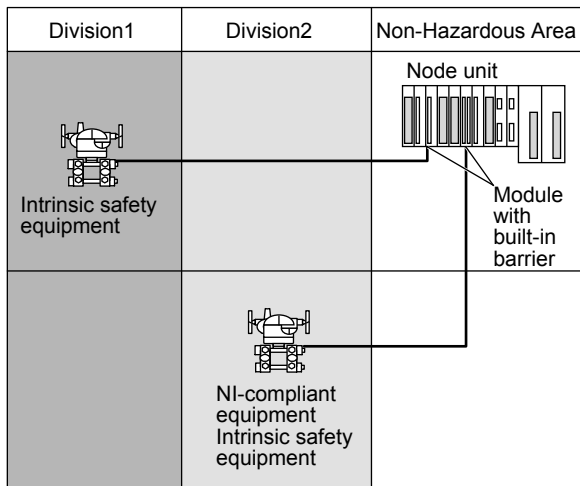 Division1
Division2
Non-Hazardous Area
Node unit
Intrinsic safety
equipment
Module
with
built-in
barrier
NI-compliant
equipment
Intrinsic safety
equipment